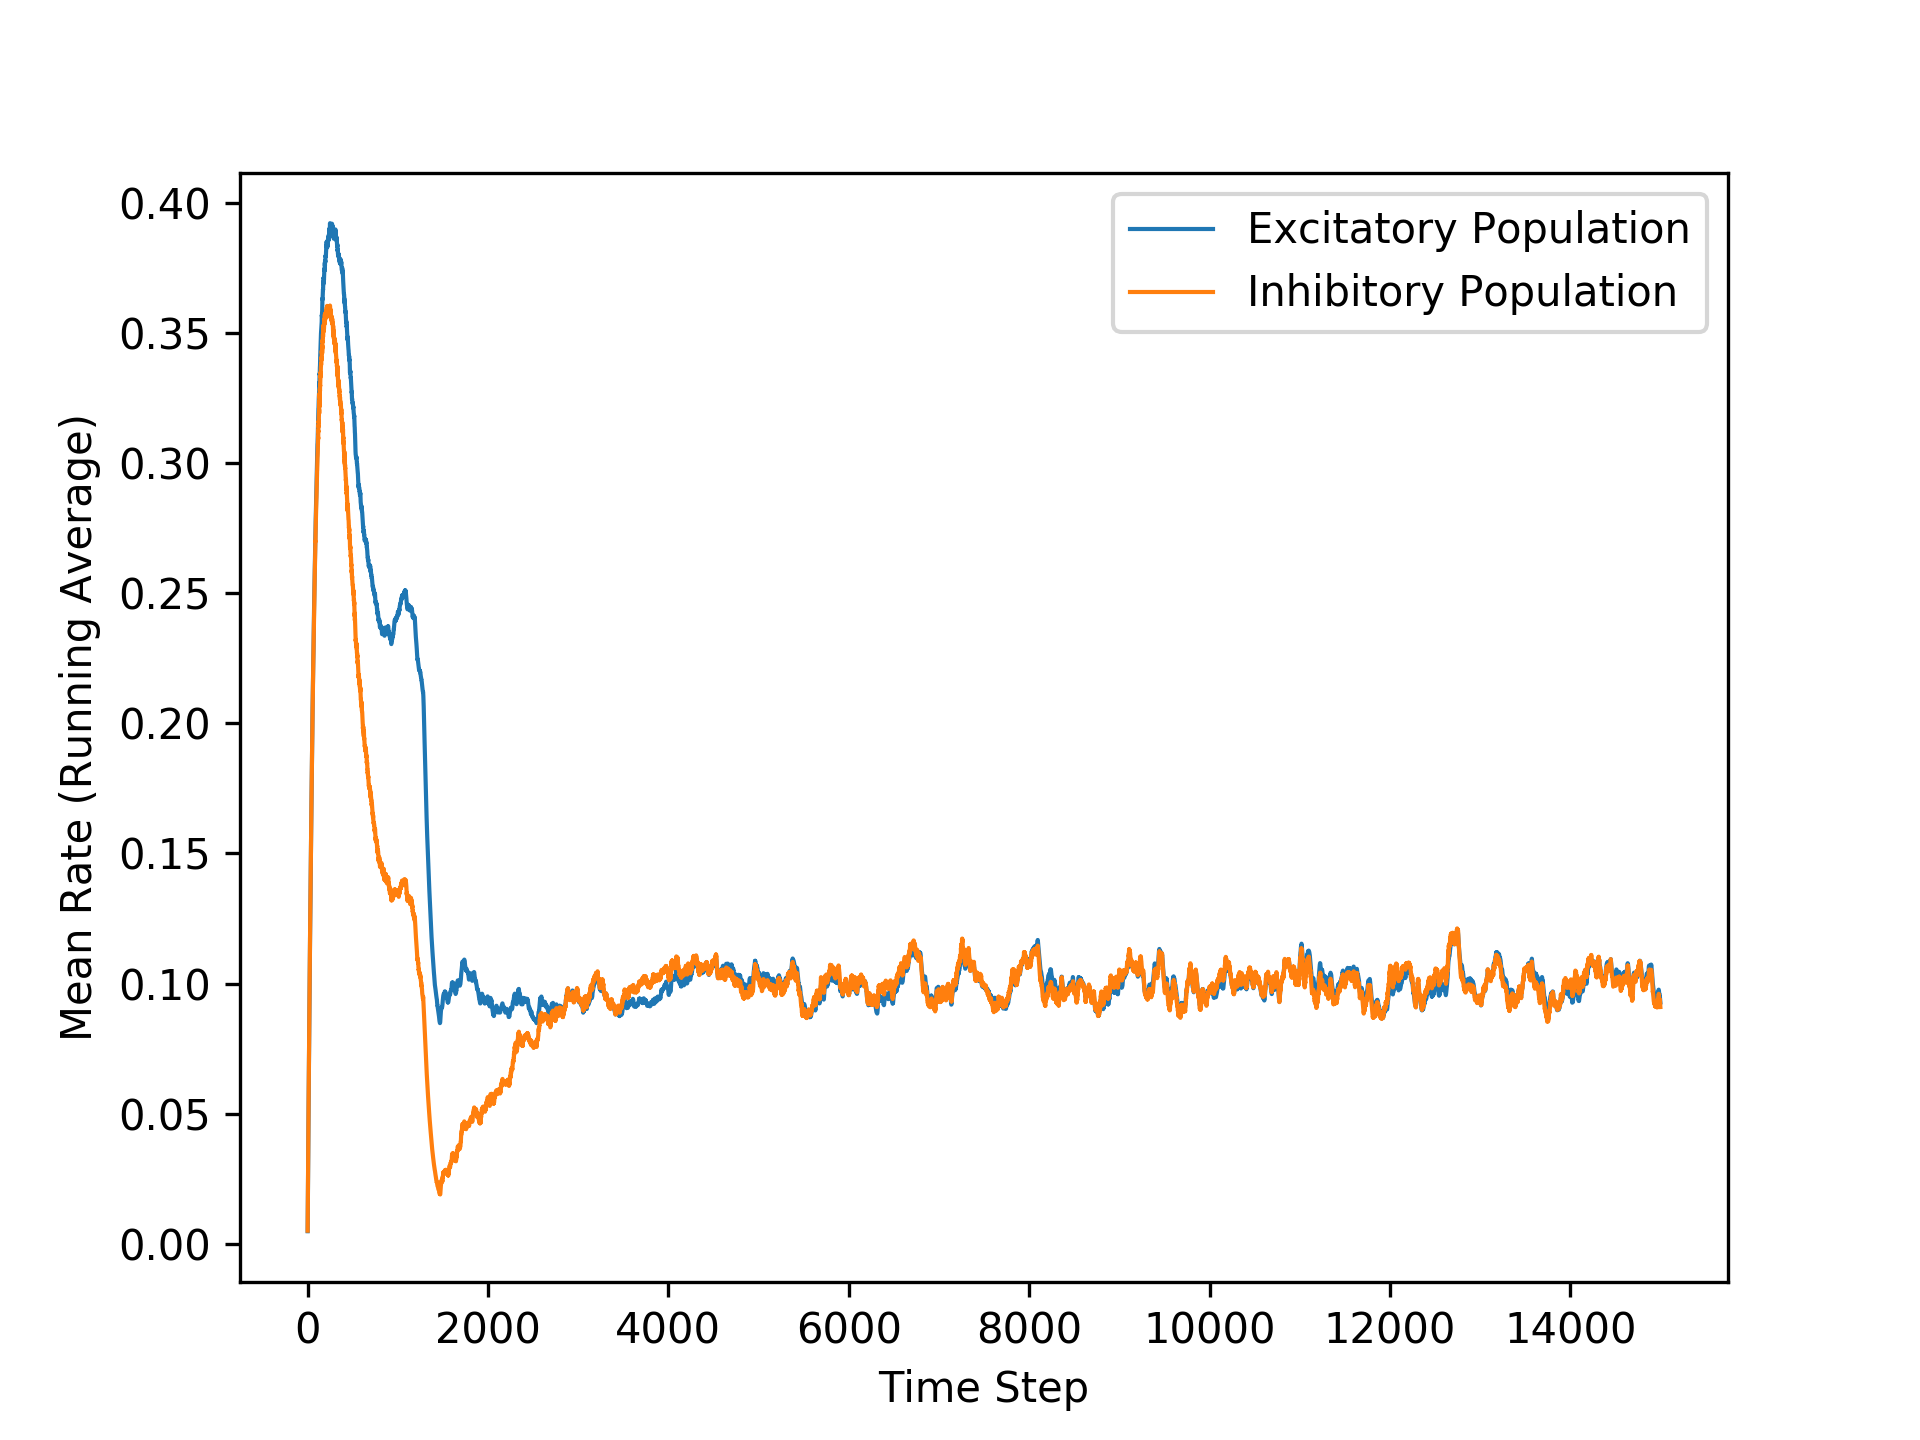 Excitatory Population
Inhibitory Population
0.40
0.35
0.30
0.25
0.20
0.15
0.10
0.05
0.00
Mean Rate (Running Average)
0 2000 4000 6000 8000 10000 12000 14000
Time Step